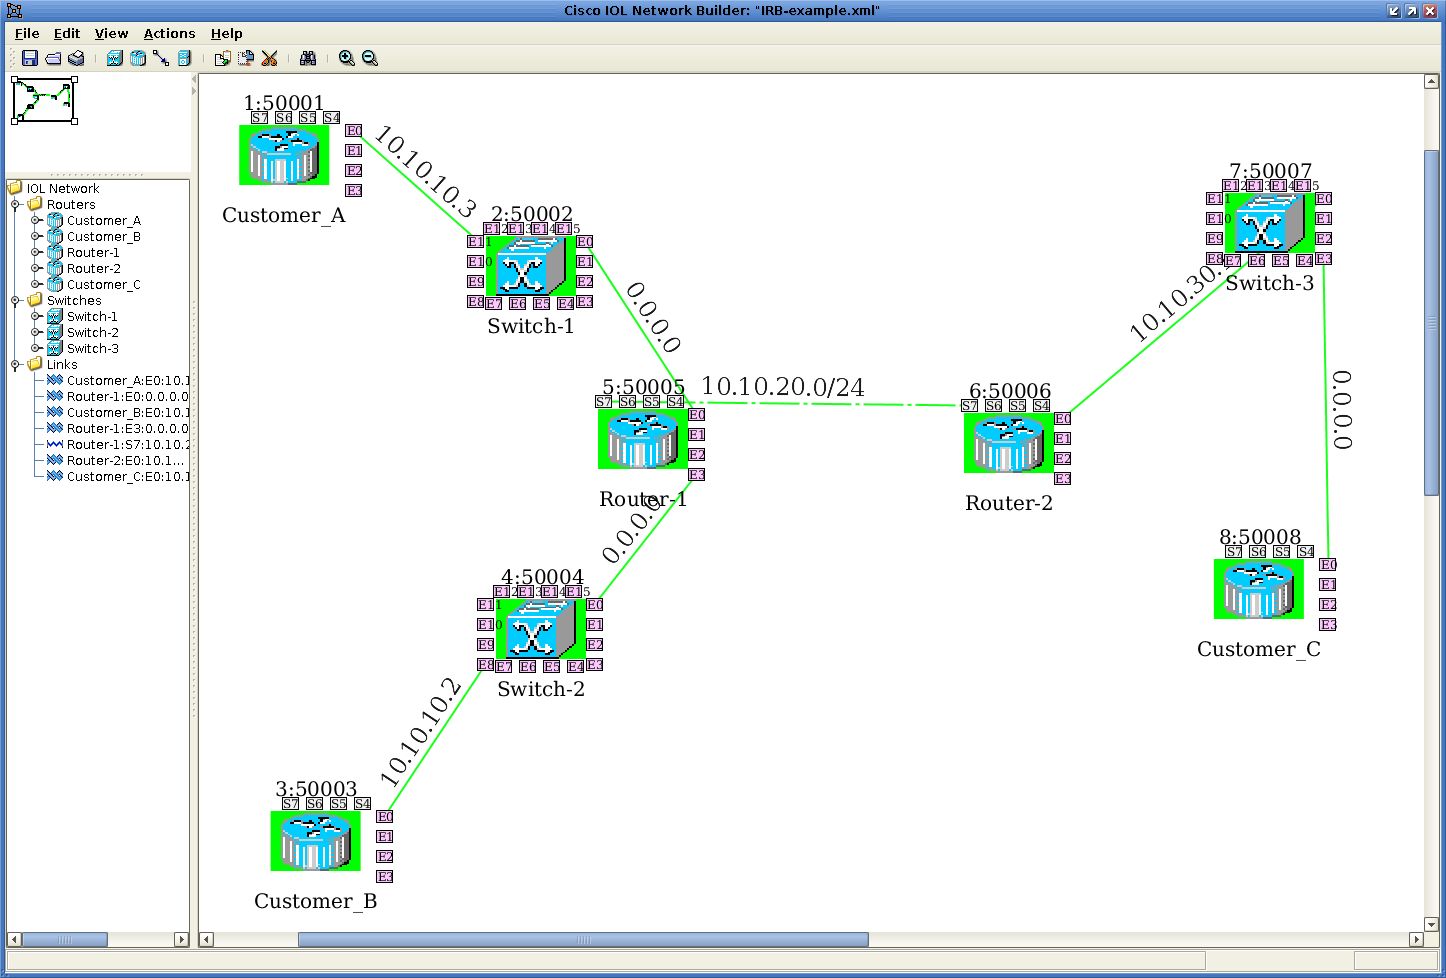 Cisco IOL Network Builder: "IRB-example.xml"
File Edit View Actions Help
IOL Network
Routers
Customer_A
Customer_B
Router-1
Router-2
Customer_C
Switches
Switch-1
Switch-2
Switch-3
Links
Customer_A:E0:10.1
Router-1:E0:0.0.0.0
Customer_B:E0:10.1
Router-1:E3:0.0.0.0
Router-1:S7:10.10.2
Router-2:E0:10.1...
Customer_C:E0:10.1
1:50001
S7 S6 S5 S4
E0
E1
E2
E3
Customer_A
10.10.10.3
2:50002
E12 E13 E14 E15
E11 E0
E10 E1
E9 E2
E8 E7 E6 E5 E4 E3
Switch-1
0.0.0.0
7:50007
E12 E13 E14 E15
E11 E0
E10 E1
E9 E2
E8 E7 E6 E5 E4 E3
Switch-3
10.10.30.
5:50005
S7 S6 S5 S4
E0
E1
E2
E3
Router-1
10.10.20.0/24
6:50006
S7 S6 S5 S4
E0
E1
E2
E3
Router-2
0.0.0.0
0.0.0.0
4:50004
E12 E13 E14 E15
E11 E0
E10 E1
E9 E2
E8 E7 E6 E5 E4 E3
Switch-2
8:50008
S7 S6 S5 S4
E0
E1
E2
E3
Customer_C
10.10.10.2
3:50003
S7 S6 S5 S4
E0
E1
E2
E3
Customer_B